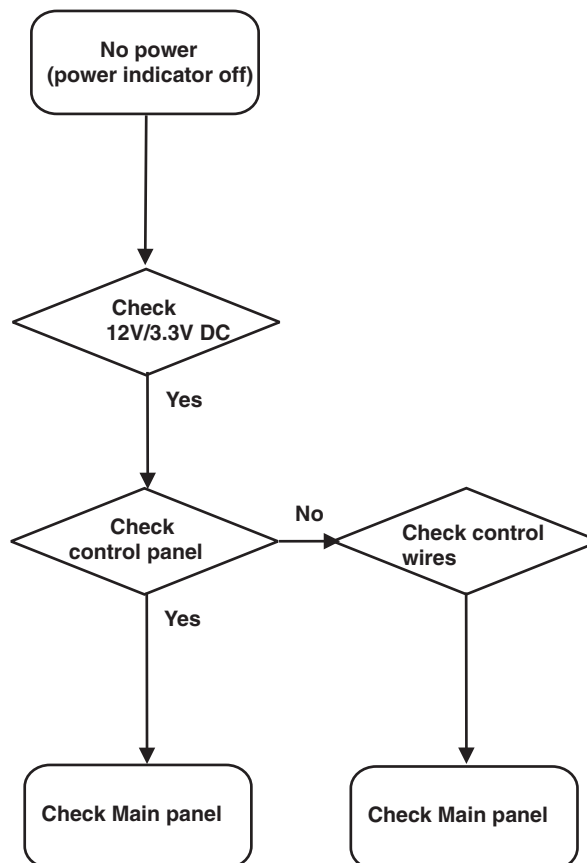 No power
(power indicator off)
Check
12V/3.3V DC
Yes
Check
control panel
No
Check control
wires
Yes
Check Main panel
Check Main panel